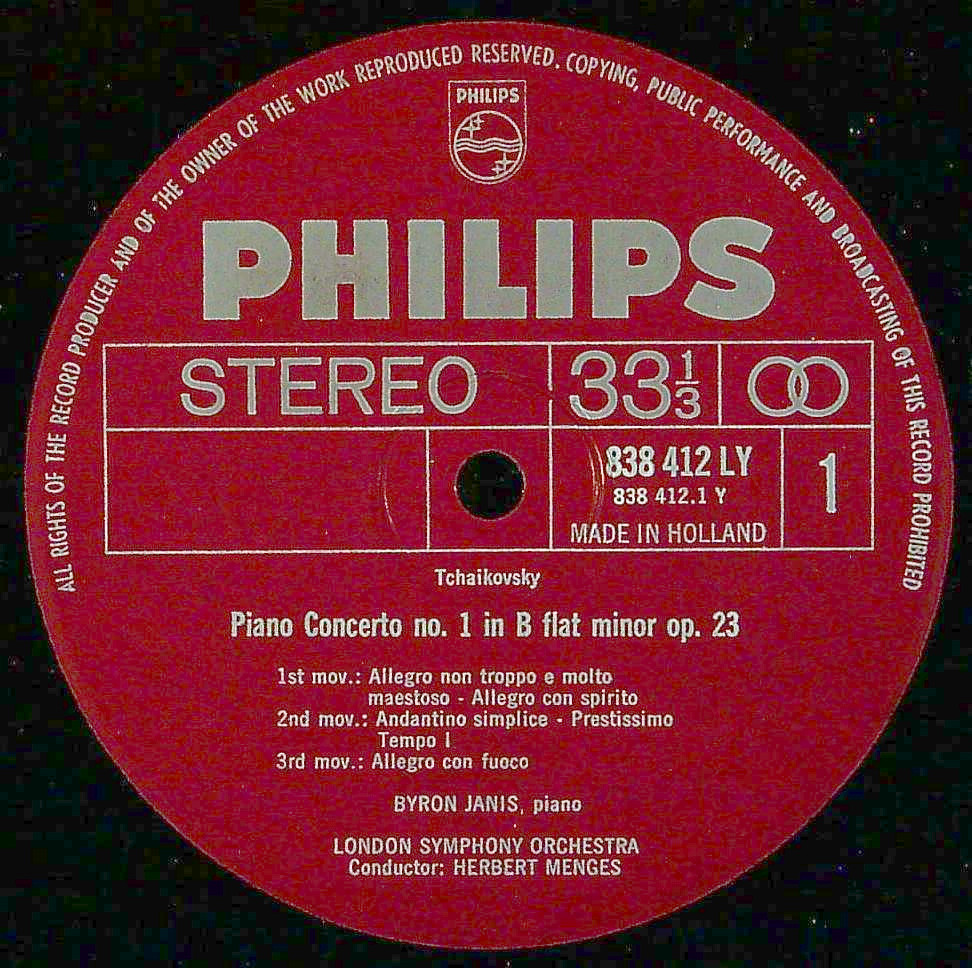 ALL RIGHTS OF THE RECORD PRODUCER AND OF THE OWNER OF THE WORK REPRODUCED RESERVED. COPYING, PUBLIC PERFORMANCE AND BROADCASTING OF THIS RECORD PROHIBITED
PHILIPS
PHILIPS
STEREO 33 1/3
838 412 LY
838 412.1 Y
1
MADE IN HOLLAND
Tchaikovsky
Piano Concerto no. 1 in B flat minor op. 23
1st mov.: Allegro non troppo e molto
maestoso - Allegro con spirito
2nd mov.: Andantino simplice - Prestissimo
Tempo I
3rd mov.: Allegro con fuoco
BYRON JANIS, piano
LONDON SYMPHONY ORCHESTRA
Conductor: HERBERT MENGES